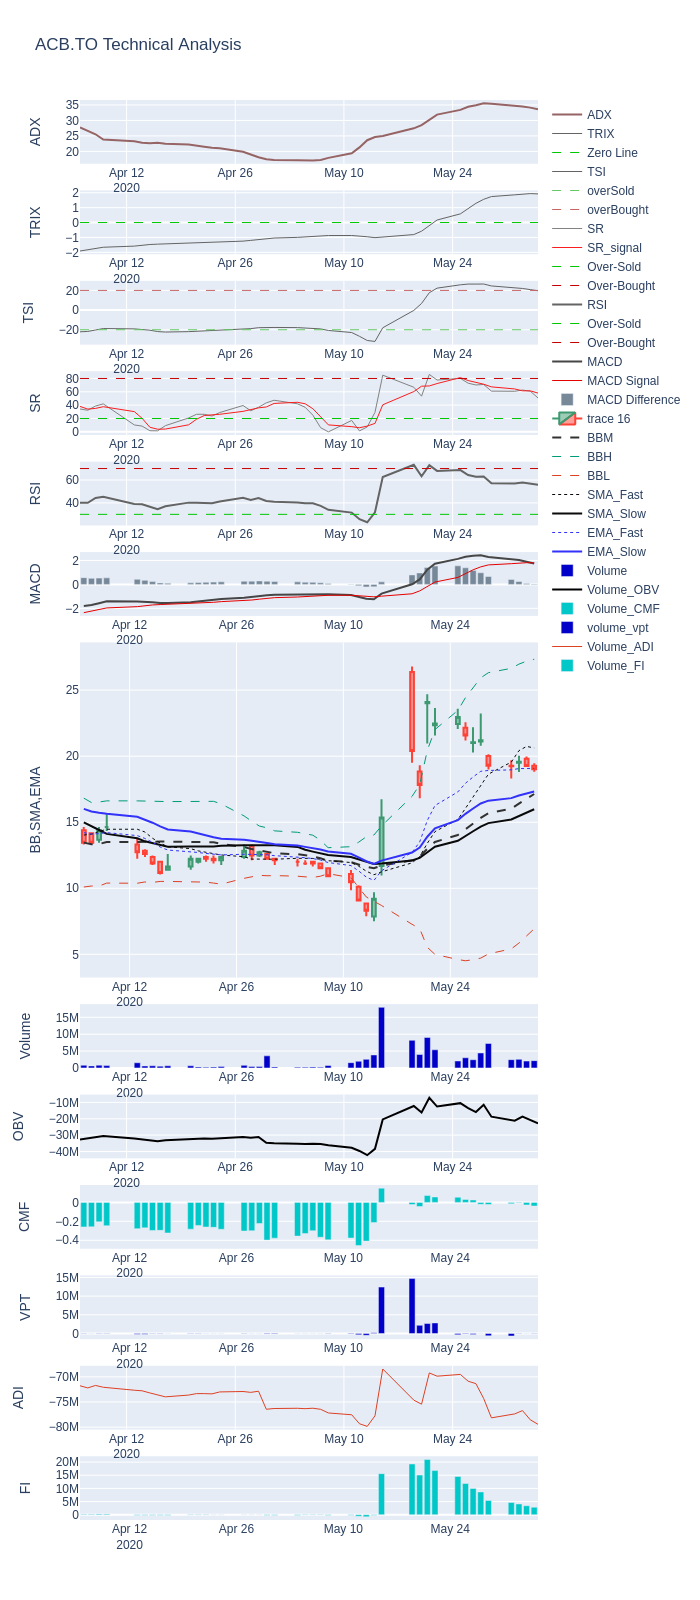 ACB.TO Technical Analysis
ADX
35
30
25
20
Apr 12
2020
Apr 26
May 10
May 24
TRIX
2
1
0
−1
−2
Apr 12
2020
Apr 26
May 10
May 24
TSI
20
0
−20
Apr 12
2020
Apr 26
May 10
May 24
SR
80
60
40
20
0
Apr 12
2020
Apr 26
May 10
May 24
RSI
60
40
Apr 12
2020
Apr 26
May 10
May 24
MACD
2
0
−2
Apr 12
2020
Apr 26
May 10
May 24
BB,SMA,EMA
25
20
15
10
5
Apr 12
2020
Apr 26
May 10
May 24
Volume
15M
10M
5M
0
Apr 12
2020
Apr 26
May 10
May 24
OBV
−10M
−20M
−30M
−40M
Apr 12
2020
Apr 26
May 10
May 24
CMF
0
−0.2
−0.4
Apr 12
2020
Apr 26
May 10
May 24
VPT
15M
10M
5M
0
Apr 12
2020
Apr 26
May 10
May 24
ADI
−70M
−75M
−80M
Apr 12
2020
Apr 26
May 10
May 24
FI
20M
15M
10M
5M
0
Apr 12
2020
Apr 26
May 10
May 24
ADX
TRIX
Zero Line
TSI
overSold
overBought
SR
SR_signal
Over-Sold
Over-Bought
RSI
Over-Sold
Over-Bought
MACD
MACD Signal
MACD Difference
trace 16
BBM
BBH
BBL
SMA_Fast
SMA_Slow
EMA_Fast
EMA_Slow
Volume
Volume_OBV
Volume_CMF
volume_vpt
Volume_ADI
Volume_FI